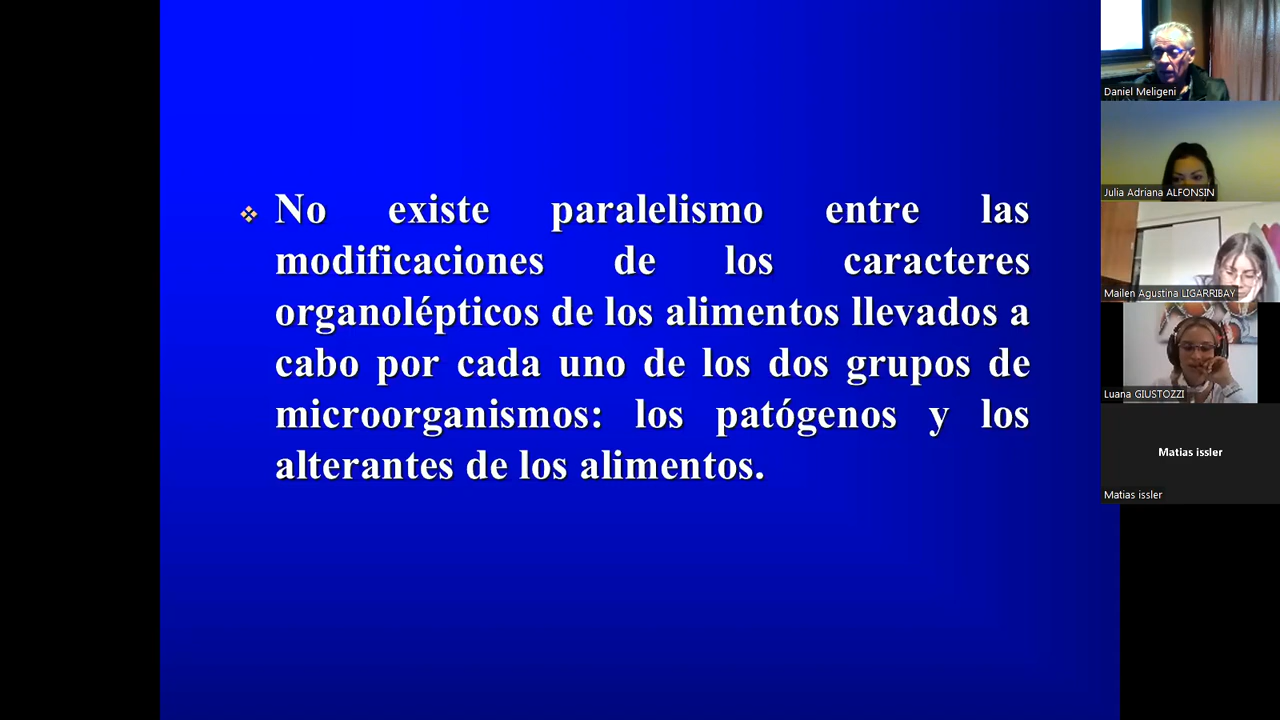 No existe paralelismo entre las
modificaciones de los caracteres
organolépticos de los alimentos llevados a
cabo por cada uno de los dos grupos de
microorganismos: los patógenos y los
alterantes de los alimentos.
Daniel Meligeni
Julia Adriana ALFONSIN
Mailen Agustina LIGARRIBAY
Luana GIUSTOZZI
Matias issler
Matias issler